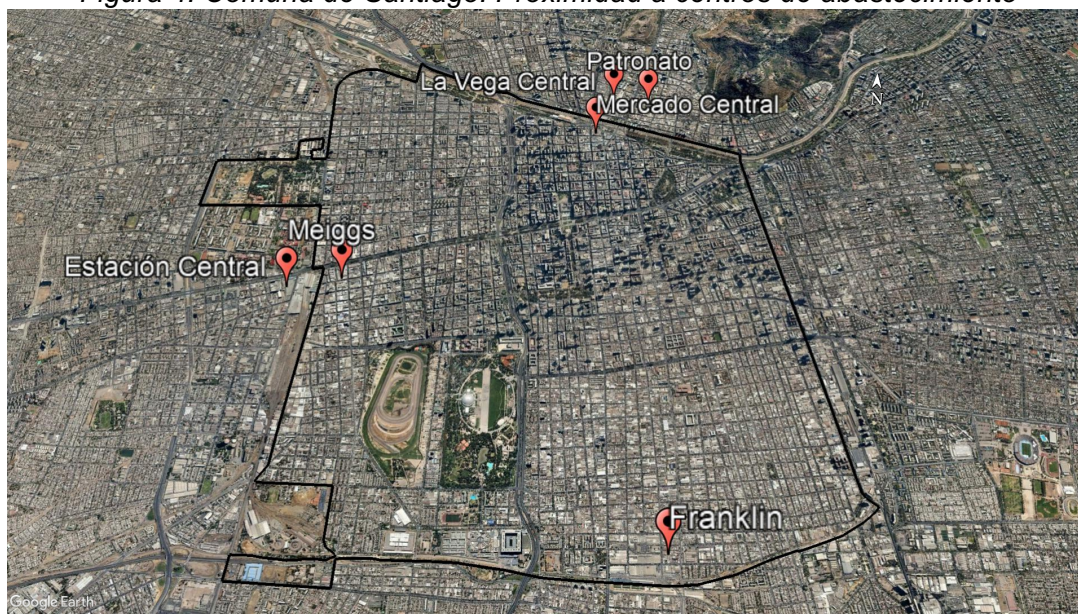 Figura 1. Comuna de Santiago. Proximidad a centros de abastecimiento
Patronato
La Vega Central
Mercado Central
N
Meiggs
Estación Central
Franklin
Google Earth